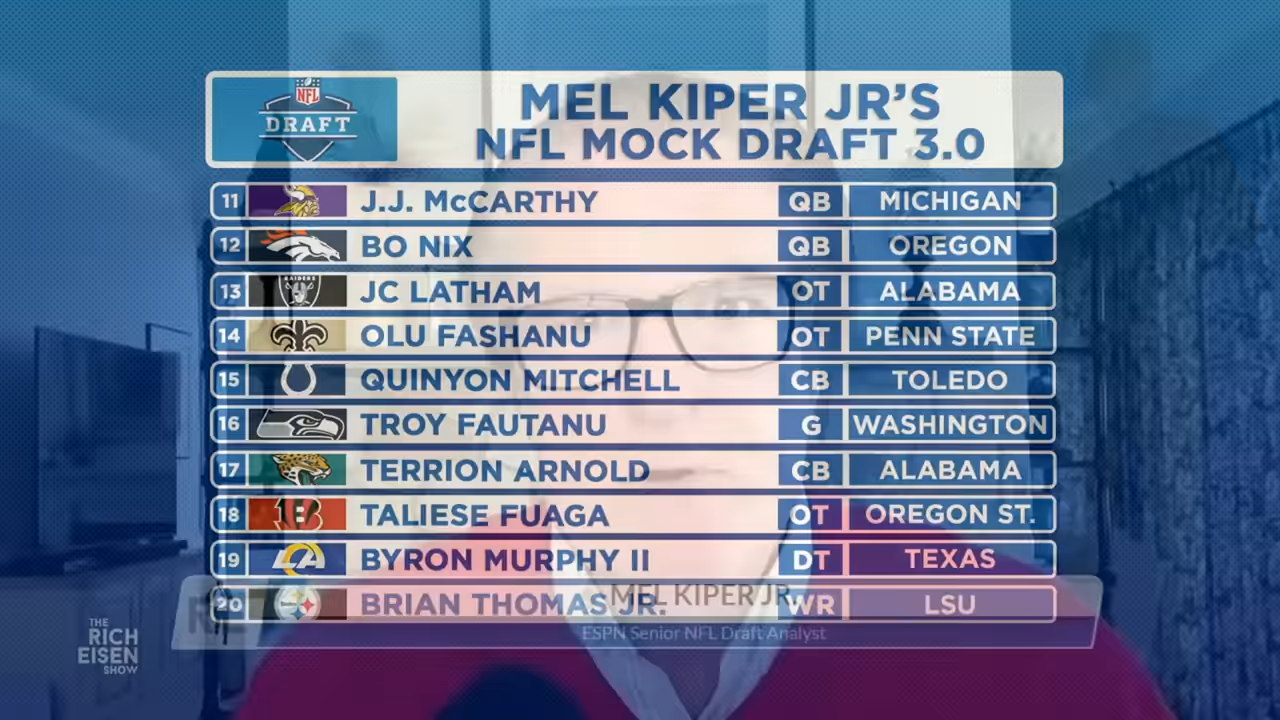 NFL
DRAFT
MEL KIPER JR'S
NFL MOCK DRAFT 3.0
11 J.J. McCARTHY QB MICHIGAN
12 BO NIX QB OREGON
13 RAIDERS JC LATHAM OT ALABAMA
14 OLU FASHANU OT PENN STATE
15 QUINYON MITCHELL CB TOLEDO
16 TROY FAUTANU G WASHINGTON
17 TERRION ARNOLD CB ALABAMA
18 B TALIESE FUAGA OT OREGON ST.
19 LA BYRON MURPHY II DT TEXAS
20 BRIAN THOMAS JR. WR LSU
MEL KIPER JR.
ESPN Senior NFL Draft Analyst
THE
RICH
EISEN
SHOW